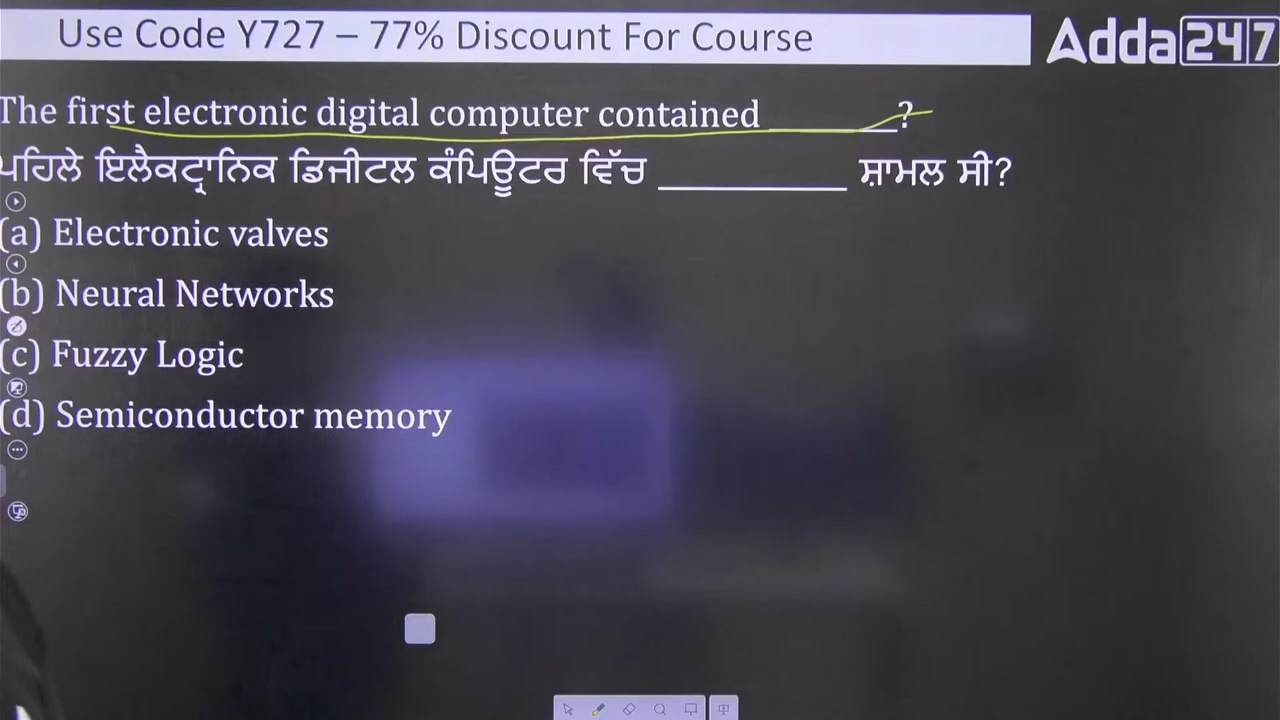 Use Code Y727 – 77% Discount For Course
Adda247
The first electronic digital computer contained ________?
ਪਹਿਲੇ ਇਲੈਕਟ੍ਰਾਨਿਕ ਡਿਜੀਟਲ ਕੰਪਿਊਟਰ ਵਿੱਚ __________ ਸ਼ਾਮਲ ਸੀ?
(a) Electronic valves
(b) Neural Networks
(c) Fuzzy Logic
(d) Semiconductor memory